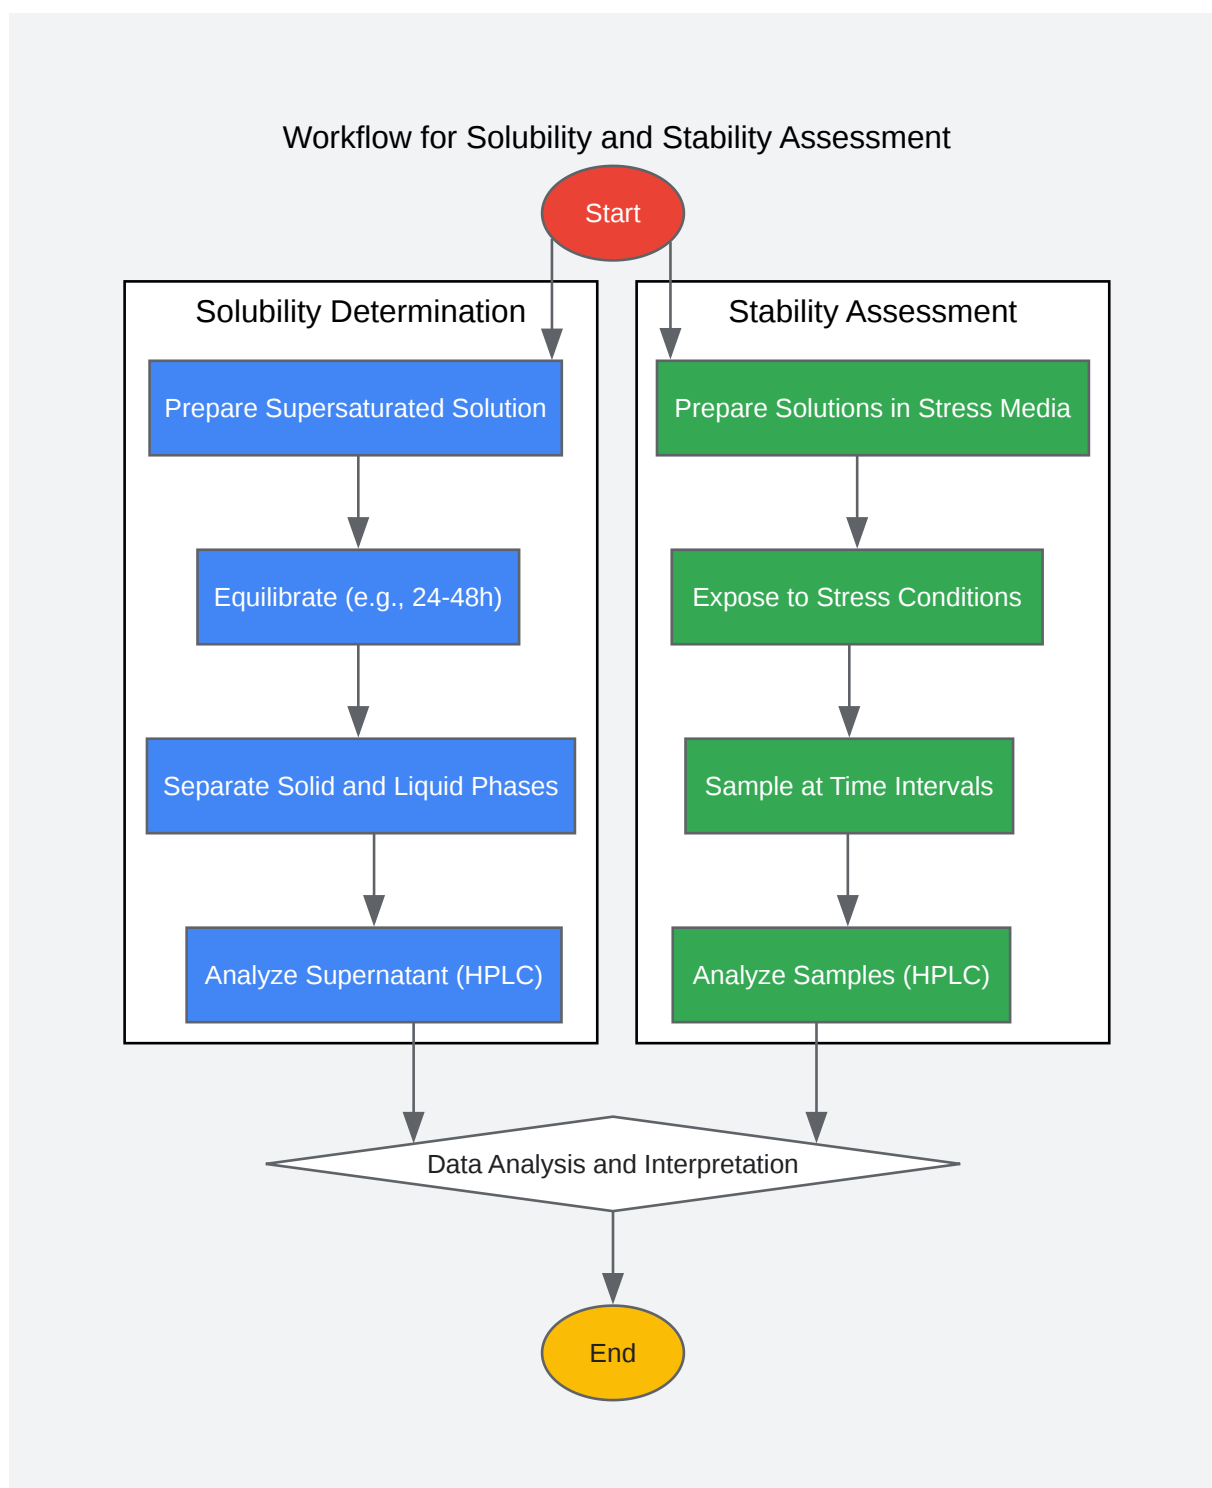 Workflow for Solubility and Stability Assessment
Start
Solubility Determination
Prepare Supersaturated Solution
Equilibrate (e.g., 24-48h)
Separate Solid and Liquid Phases
Analyze Supernatant (HPLC)
Stability Assessment
Prepare Solutions in Stress Media
Expose to Stress Conditions
Sample at Time Intervals
Analyze Samples (HPLC)
Data Analysis and Interpretation
End